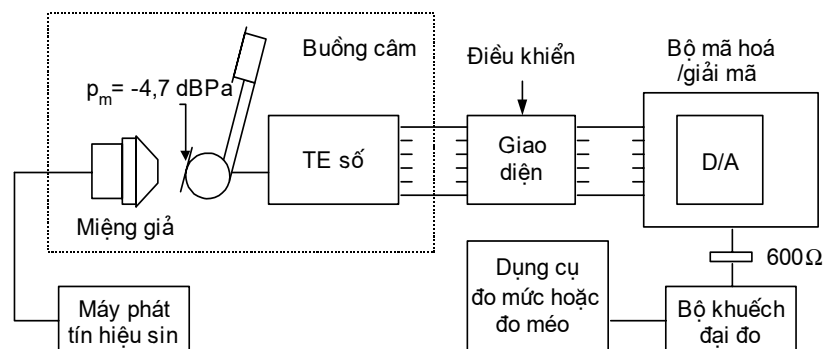 Buồng câm
p_m= -4,7 dBPa
Miệng giả
TE số
Điều khiển
Giao
diện
Bộ mã hoá
/giải mã
D/A
600Ω
Máy phát
tín hiệu sin
Dụng cụ
đo mức hoặc
đo méo
Bộ khuếch
đại đo